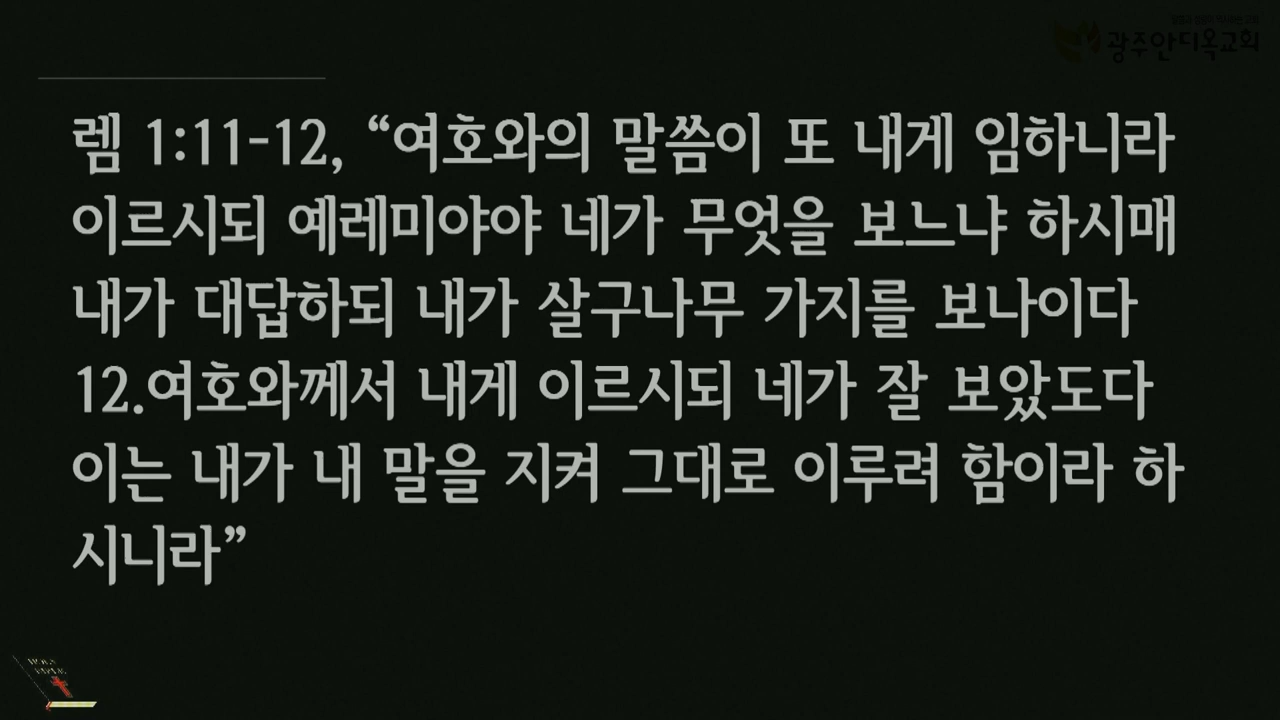 광주안디옥교회
렘 1:11-12, “여호와의 말씀이 또 내게 임하니라
이르시되 예레미야야 네가 무엇을 보느냐 하시매
내가 대답하되 내가 살구나무 가지를 보나이다
12.여호와께서 내게 이르시되 네가 잘 보았도다
이는 내가 내 말을 지켜 그대로 이루려 함이라 하
시니라”
HOLY